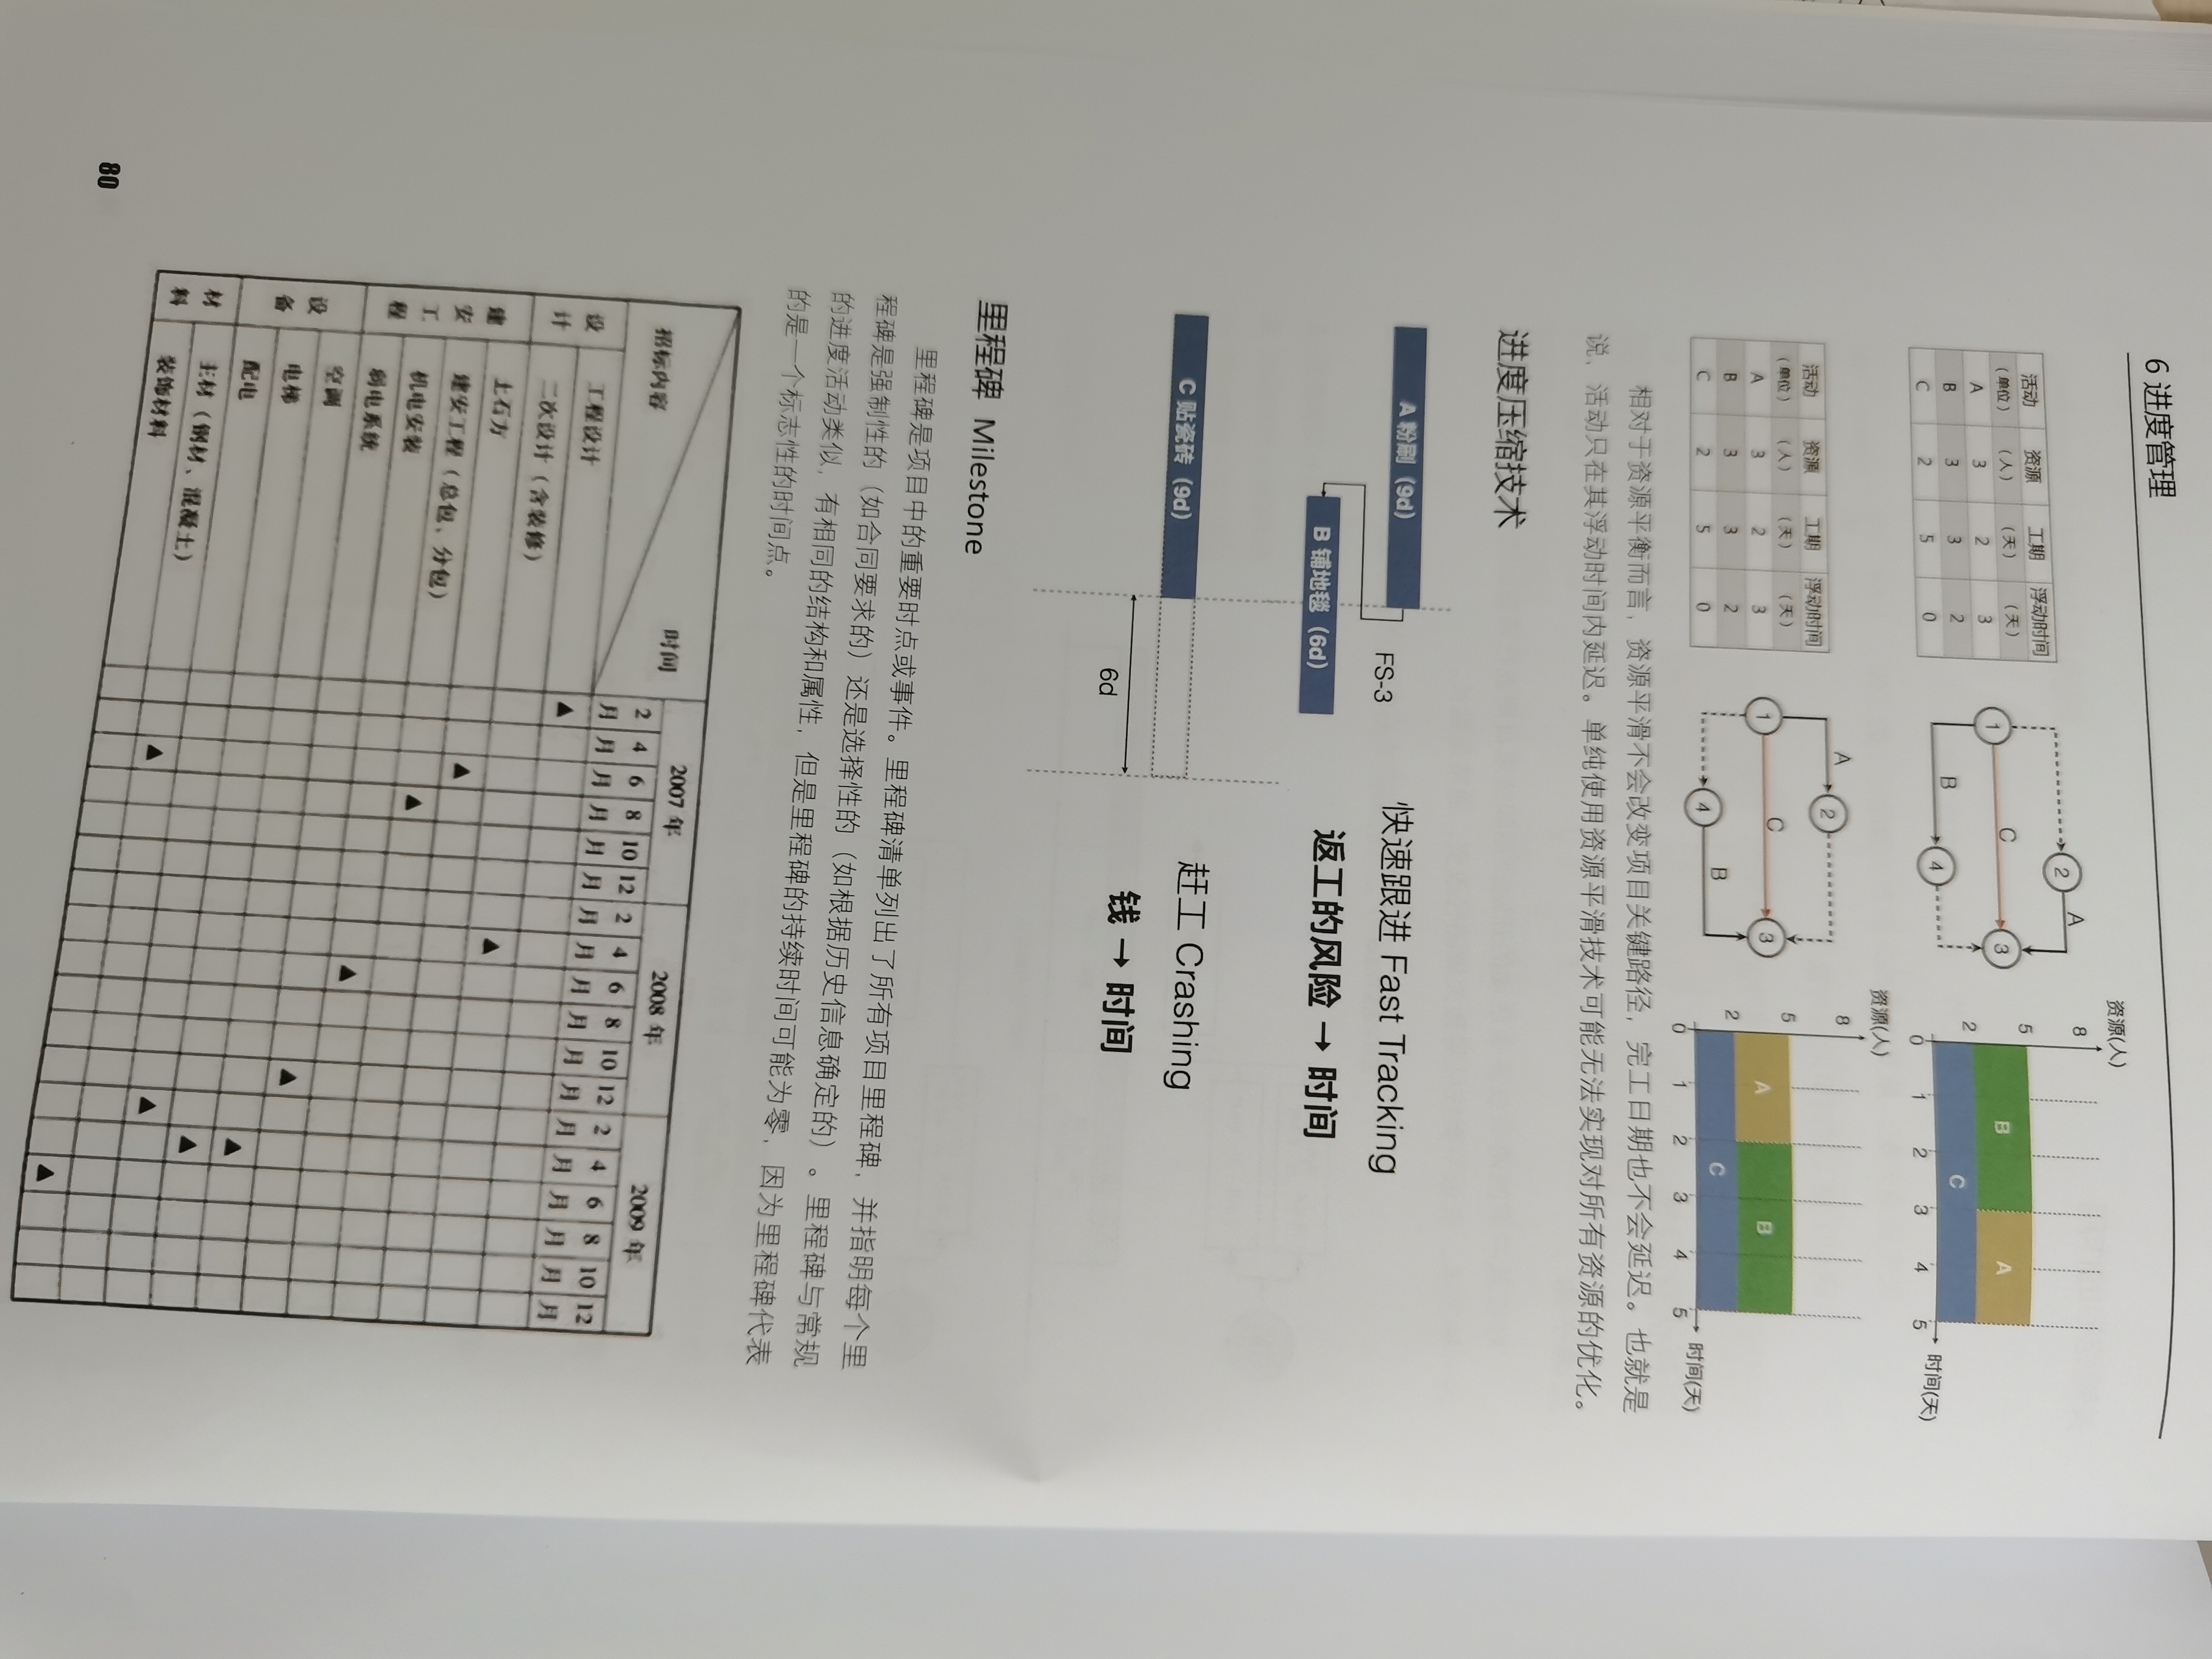 6 进度管理
活动 资源 工期 浮动时间
（单位） （人） （天） （天）
A 3 2 3
B 3 3 2
C 2 5 0
1 2 3 4 A C B
资源(人)
8
5
2
B A
C
0 1 2 3 4 5 时间(天)
活动 资源 工期 浮动时间
（单位） （人） （天） （天）
A 3 2 3
B 3 3 2
C 2 5 0
A 2
1 C 3
4 B
资源(人)
8
5
2
A B
C
0 1 2 3 4 5 时间(天)
相对于资源平衡而言，资源平滑不会改变项目关键路径，完工日期也不会延迟。也就是
说，活动只在其浮动时间内延迟。单纯使用资源平滑技术可能无法实现对所有资源的优化。
进度压缩技术
A 粉刷（9d）
FS-3
B 铺地毯（6d）
快速跟进 Fast Tracking
返工的风险 → 时间
C 贴瓷砖（9d）
6d
赶工 Crashing
钱 → 时间
里程碑 Milestone
里程碑是项目中的重要时点或事件。里程碑清单列出了所有项目里程碑，并指明每个里
程碑是强制性的（如合同要求的）还是选择性的（如根据历史信息确定的）。里程碑与常规
的进度活动类似，有相同的结构和属性，但是里程碑的持续时间可能为零，因为里程碑代表
的是一个标志性的时间点。
招标内容 时间 2007 年 2008 年 2009 年
2月 4月 6月 8月 10月 12月 2月 4月 6月 8月 10月 12月 2月 4月 6月 8月 10月 12月
设计
工程设计 ▲
二次设计（含装修） ▲
建安工程
土石方 ▲
建安工程（总包、分包） ▲
机电安装 ▲
弱电系统 ▲
设备
空调 ▲
电梯 ▲
配电 ▲
材料
主材（钢材、混凝土） ▲
装饰材料 ▲
80